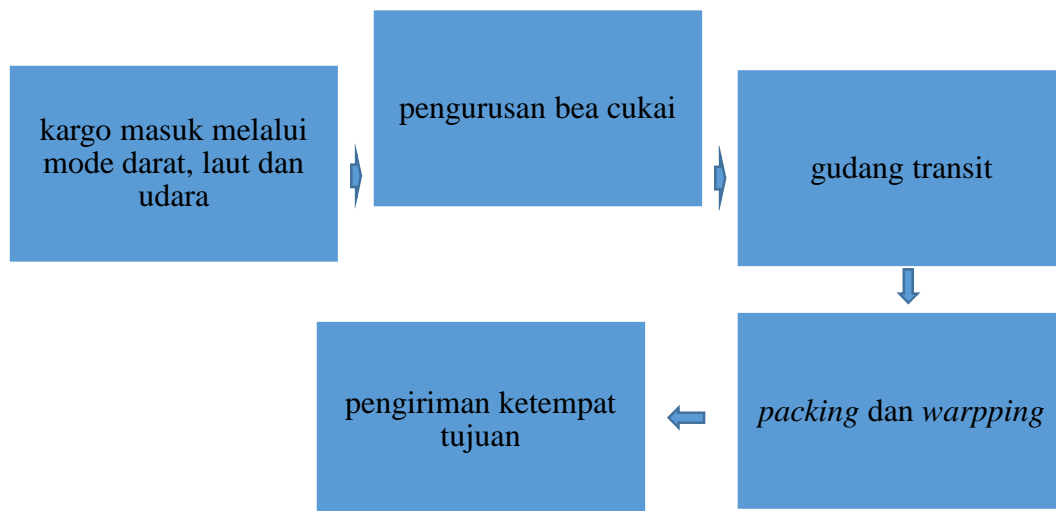 kargo masuk melalui
mode darat, laut dan
udara
pengurusan bea cukai
gudang transit
packing dan warpping
pengiriman ketempat
tujuan